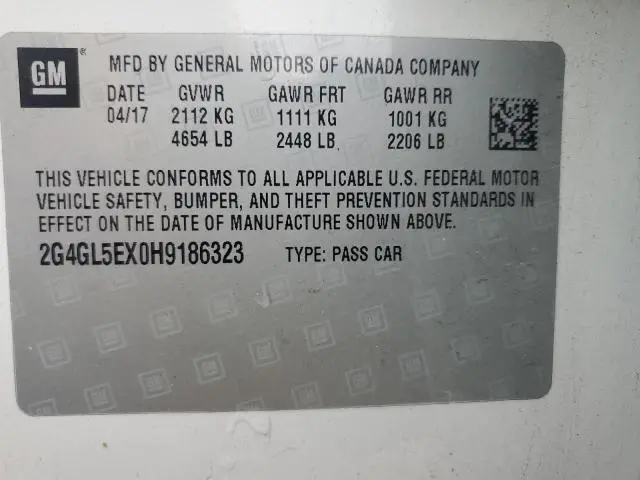 GM ® MFD BY GENERAL MOTORS OF CANADA COMPANY
DATE GVWR GAWR FRT GAWR RR
04/17 2112 KG 1111 KG 1001 KG
4654 LB 2448 LB 2206 LB
THIS VEHICLE CONFORMS TO ALL APPLICABLE U.S. FEDERAL MOTOR
VEHICLE SAFETY, BUMPER, AND THEFT PREVENTION STANDARDS IN
EFFECT ON THE DATE OF MANUFACTURE SHOWN ABOVE.
2G4GL5EX0H9186323 TYPE: PASS CAR